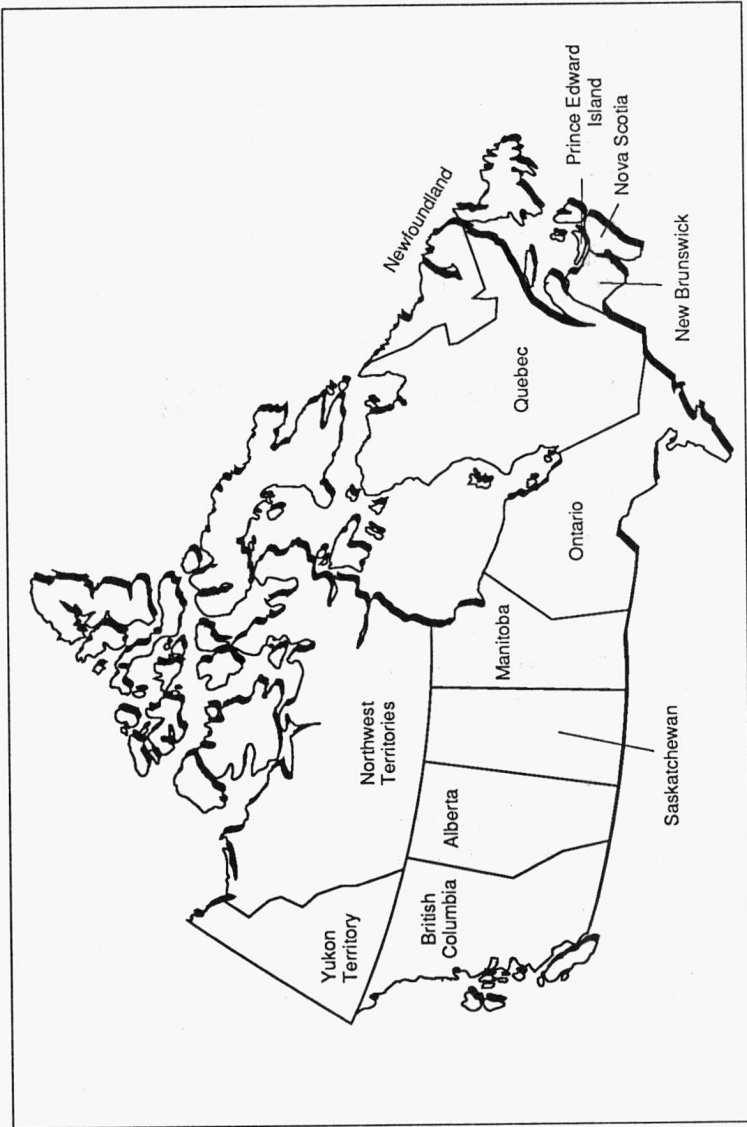 Yukon
Territory
Northwest
Territories
British
Columbia
Alberta
Saskatchewan
Manitoba
Ontario
Quebec
Newfoundland
Prince Edward
Island
Nova Scotia
New Brunswick